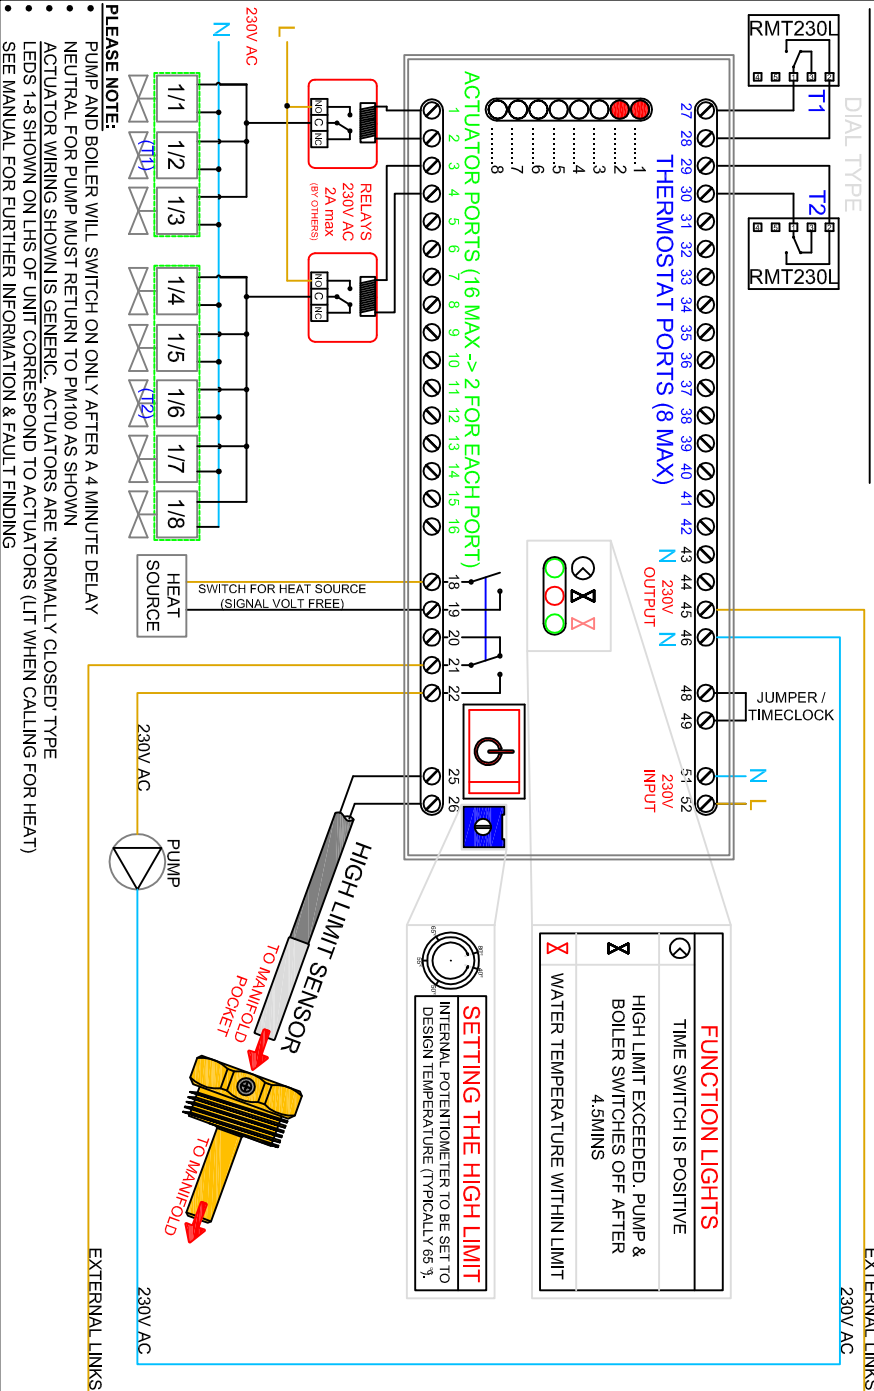 DIAL TYPE
RMT230L
T1
T2
RMT230L
27
28
29
30
31
32
33
34
35
36
37
38
39
40
41
42
43
44
45
46
48
49
51
52
THERMOSTAT PORTS (8 MAX)
N
230V
OUTPUT
N
JUMPER /
TIMECLOCK
230V
INPUT
N
L
........1
........2
........3
........4
........5
........6
........7
........8
ACTUATOR PORTS (16 MAX -> 2 FOR EACH PORT)
1
2
3
4
5
6
7
8
9
10
11
12
13
14
15
16
18
19
20
21
22
25
26
L
230V AC
N
NO
C
NC
RELAYS
230V AC
2A max
(BY OTHERS)
NO
C
NC
1/1
1/2
1/3
(T1)
1/4
1/5
1/6
1/7
1/8
(T2)
HEAT
SOURCE
SWITCH FOR HEAT SOURCE
(SIGNAL VOLT FREE)
230V AC
PUMP
HIGH LIMIT SENSOR
TO MANIFOLD
POCKET
TO MANIFOLD
FUNCTION LIGHTS
TIME SWITCH IS POSITIVE
HIGH LIMIT EXCEEDED. PUMP &
BOILER SWITCHES OFF AFTER
4.5MINS
WATER TEMPERATURE WITHIN LIMIT
SETTING THE HIGH LIMIT
INTERNAL POTENTIOMETER TO BE SET TO
DESIGN TEMPERATURE (TYPICALLY 65
230V AC
EXTERNAL LINKS
230V AC
EXTERNAL LINKS
PLEASE NOTE:
• PUMP AND BOILER WILL SWITCH ON ONLY AFTER A 4 MINUTE DELAY
• NEUTRAL FOR PUMP MUST RETURN TO PM100 AS SHOWN
• ACTUATOR WIRING SHOWN IS GENERIC. ACTUATORS ARE 'NORMALLY CLOSED' TYPE
• LEDS 1-8 SHOWN ON LHS OF UNIT CORRESPOND TO ACTUATORS (LIT WHEN CALLING FOR HEAT)
• SEE MANUAL FOR FURTHER INFORMATION & FAULT FINDING